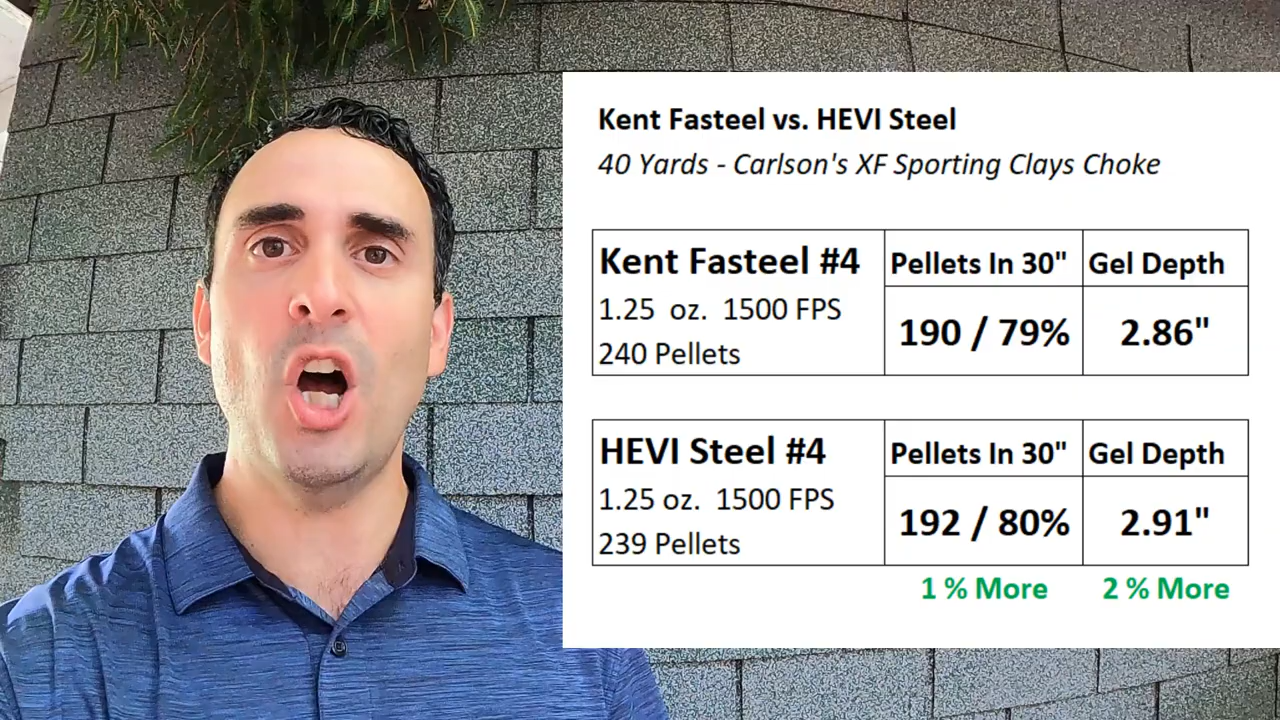 Kent Fasteel vs. HEVI Steel
40 Yards - Carlson's XF Sporting Clays Choke
Kent Fasteel #4
1.25 oz. 1500 FPS
240 Pellets
Pellets In 30"
190 / 79%
Gel Depth
2.86"
HEVI Steel #4
1.25 oz. 1500 FPS
239 Pellets
Pellets In 30"
192 / 80%
Gel Depth
2.91"
1 % More
2 % More